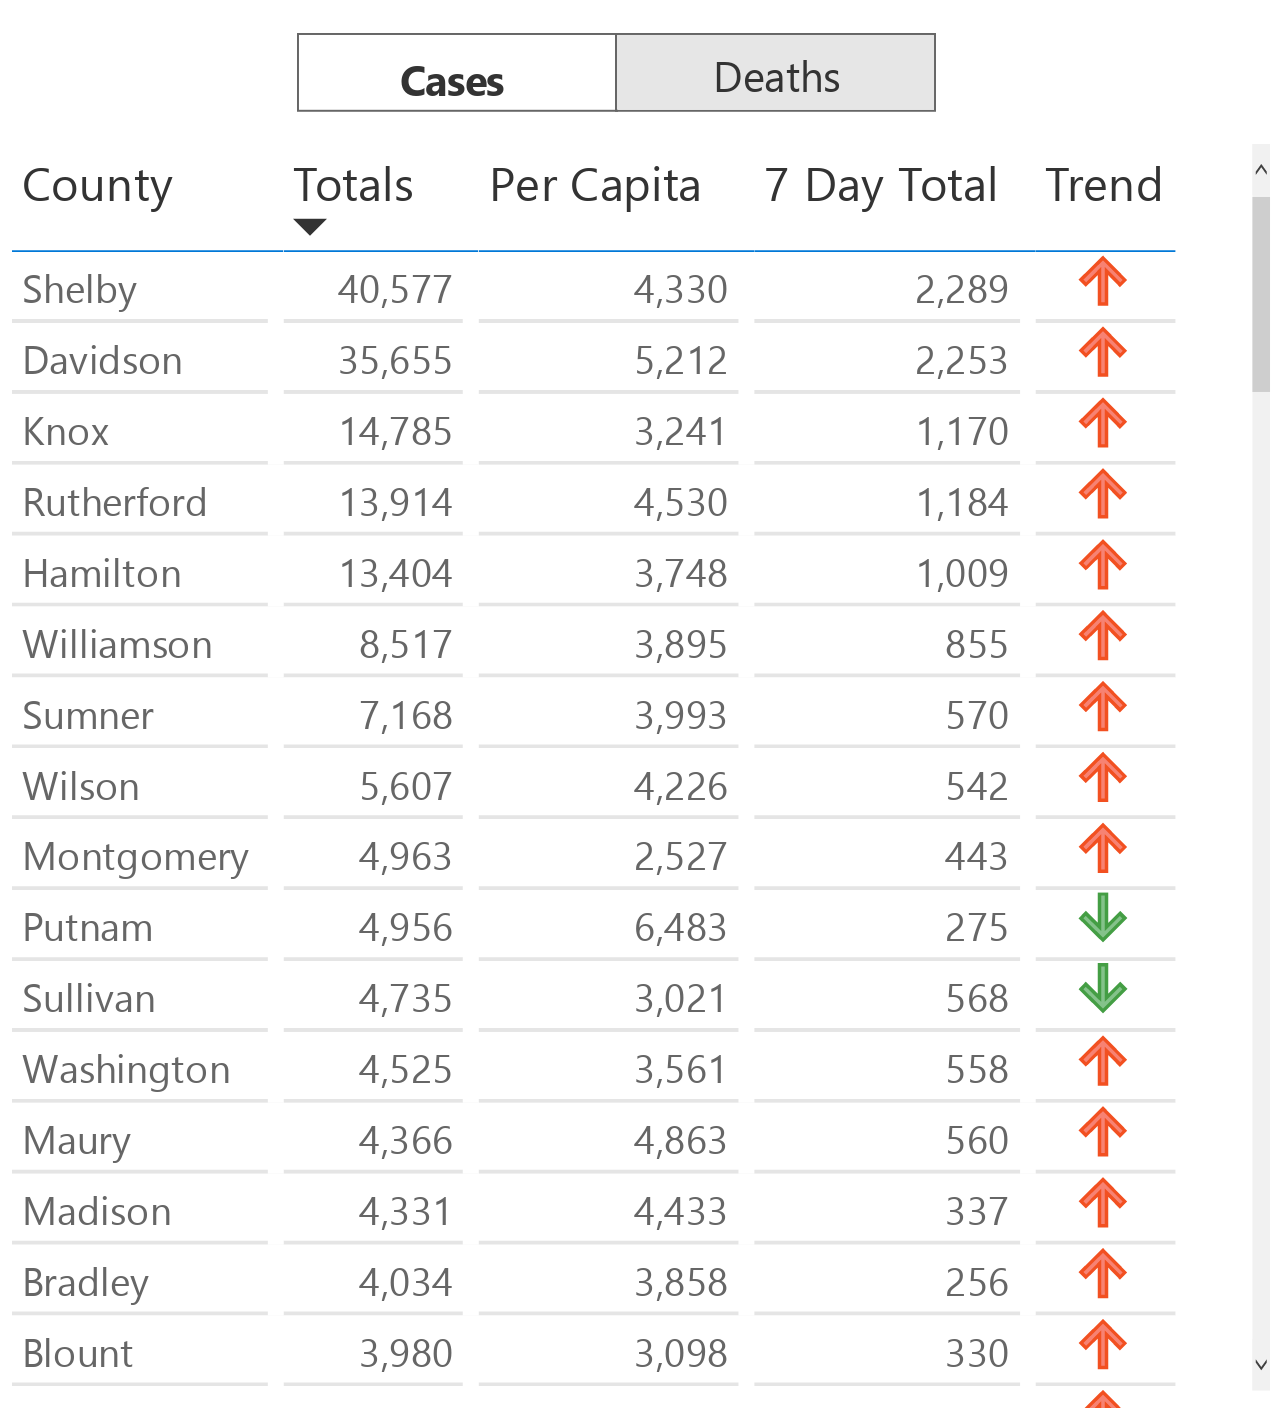 Cases Deaths
County Totals Per Capita 7 Day Total Trend
Shelby 40,577 4,330 2,289
Davidson 35,655 5,212 2,253
Knox 14,785 3,241 1,170
Rutherford 13,914 4,530 1,184
Hamilton 13,404 3,748 1,009
Williamson 8,517 3,895 855
Sumner 7,168 3,993 570
Wilson 5,607 4,226 542
Montgomery 4,963 2,527 443
Putnam 4,956 6,483 275
Sullivan 4,735 3,021 568
Washington 4,525 3,561 558
Maury 4,366 4,863 560
Madison 4,331 4,433 337
Bradley 4,034 3,858 256
Blount 3,980 3,098 330